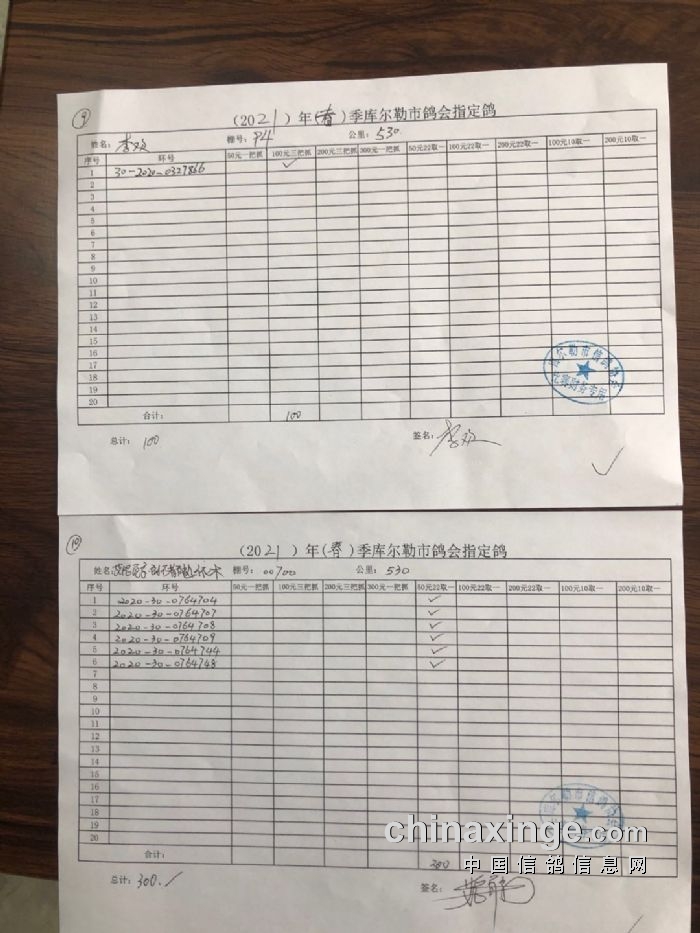 9
(2021)年(春)季库尔勒市鸽会指定鸽
姓名: 李欢 棚号: 94 公里: 530
序号 环号 50元一把抓 100元三把抓 200元三把抓 300元一把抓 50元22取一 100元22取一 200元22取一 100元10取一 200元10取一
1 30-2020-0327866 ✓
2
3
4
5
6
7
8
9
10
11
12
13
14
15
16
17
18
19
20
合计: 100
总计: 100 签名: 李欢
✓
10
(2021)年(春)季库尔勒市鸽会指定鸽
姓名 棚号: 00700 公里: 530
序号 环号 50元一把抓 100元三把抓 200元三把抓 300元一把抓 50元22取一 100元22取一 200元22取一 100元10取一 200元10取一
1 2020-30-0764704 ✓
2 2020-30-0764707 ✓
3 2020-30-0764708 ✓
4 2020-30-0764709 ✓
5 2020-30-0764744 ✓
6 2020-30-0764748 ✓
7
8
9
10
11
12
13
14
15
16
17
18
19
20
合计: 300
总计: 300. 签名:
chinaxinge.com
中国信鸽信息网